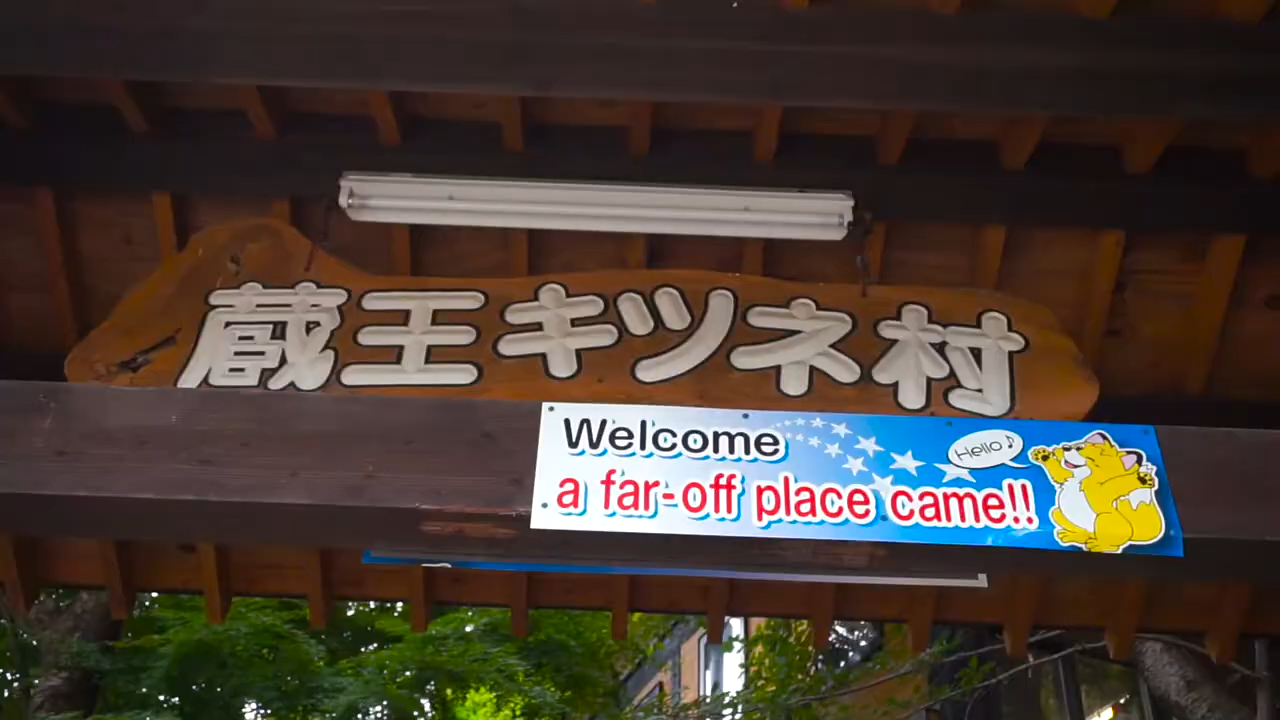 蔵王キツネ村
Welcome
Hello♪
a far-off place came!!